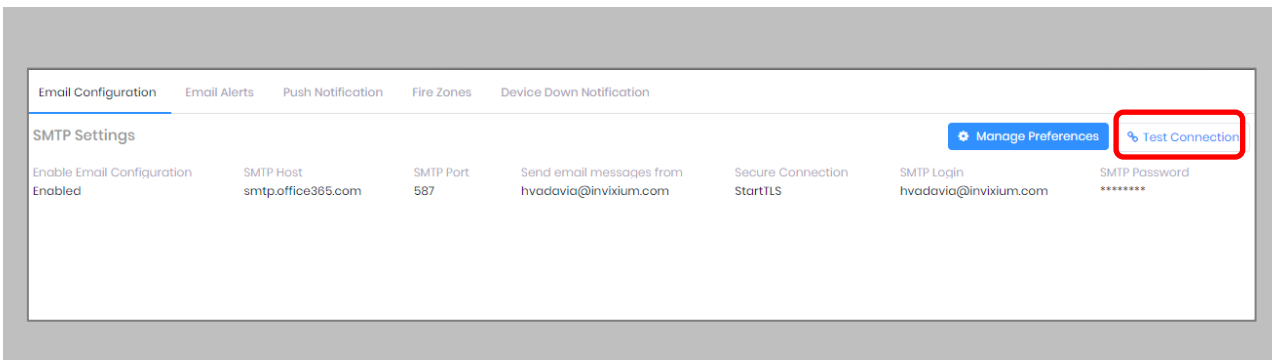 Email Configuration Email Alerts Push Notification Fire Zones Device Down Notification
SMTP Settings Manage Preferences Test Connection
Enable Email Configuration SMTP Host SMTP Port Send email messages from Secure Connection SMTP Login SMTP Password
Enabled smtp.office365.com 587 hvadavia@invixium.com StartTLS hvadavia@invixium.com ********